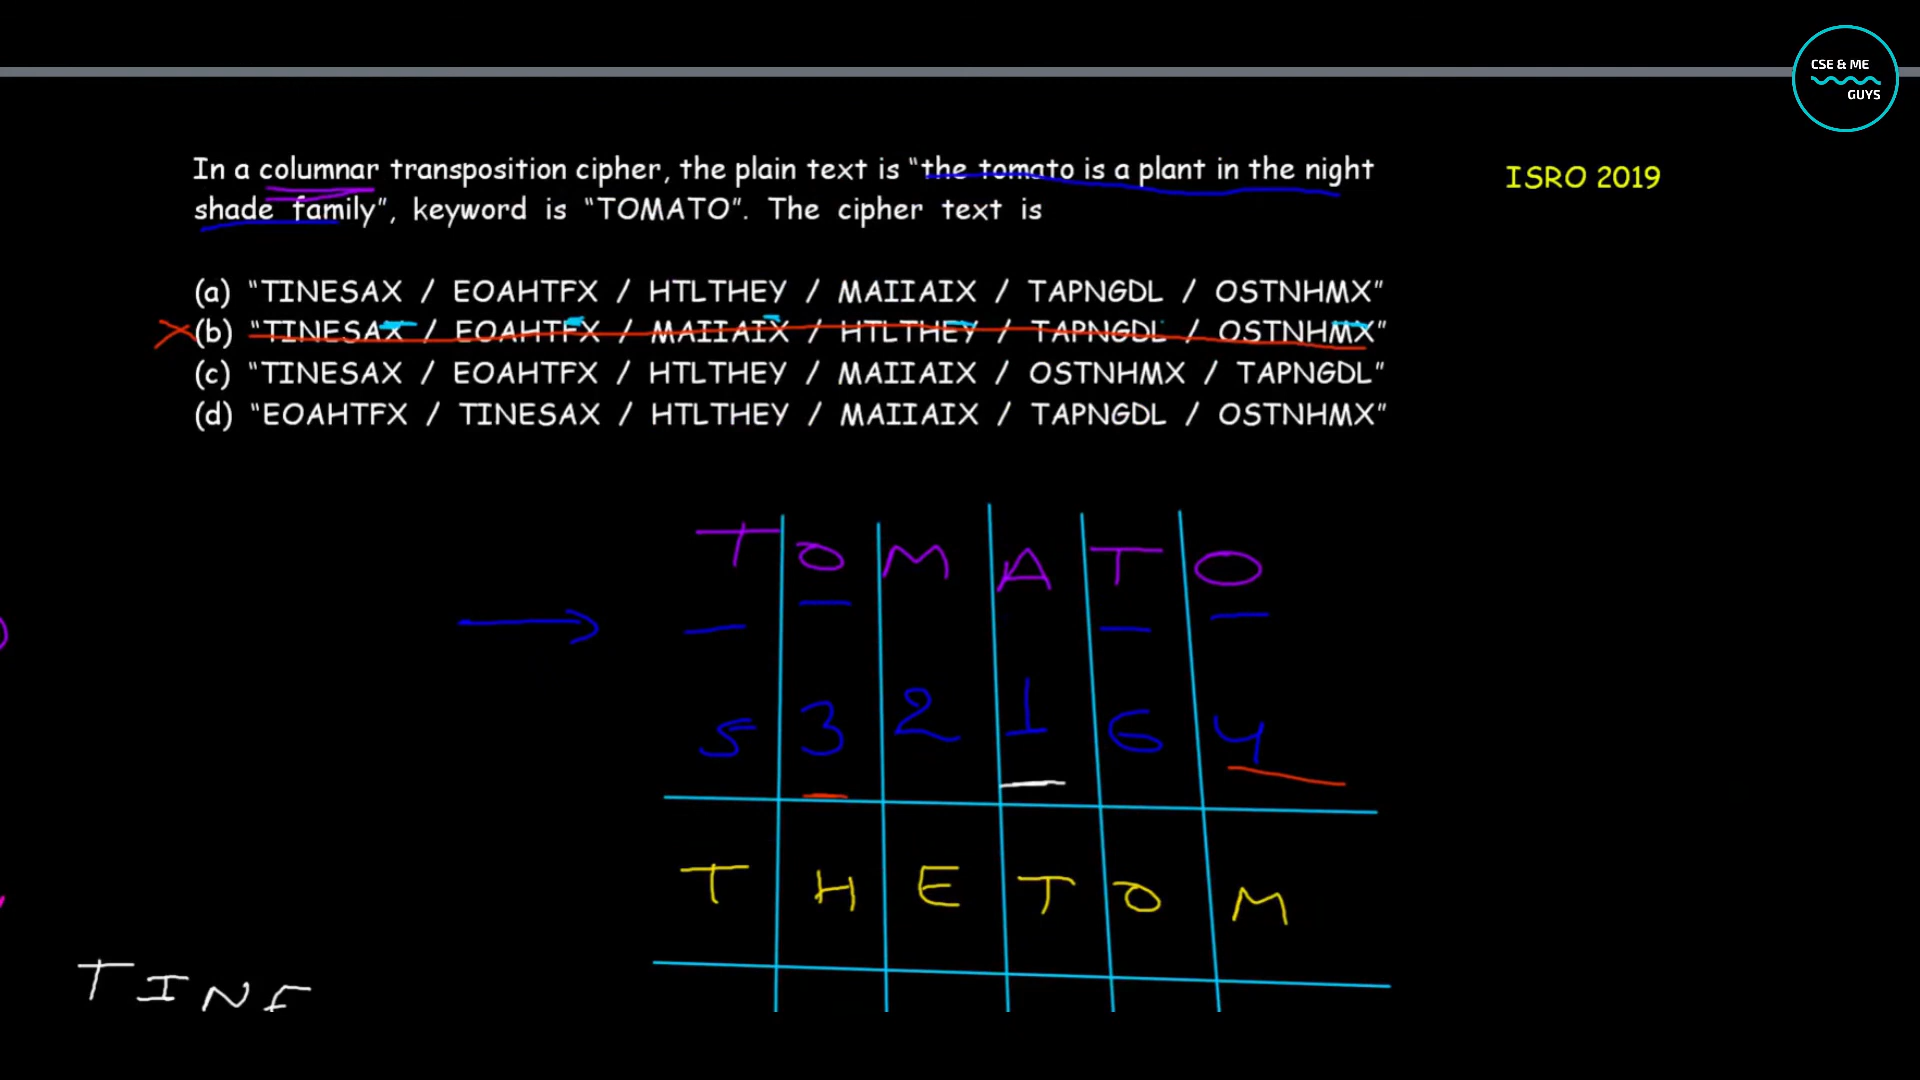 CSE & ME
GUYS
In a columnar transposition cipher, the plain text is “the tomato is a plant in the night
shade family”, keyword is “TOMATO”. The cipher text is
ISRO 2019
(a) “TINESAX / EOAHTFX / HTLTHEY / MAIIAIX / TAPNGDL / OSTNHMX”
(b) “TINESAX / EOAHTFX / MAIIAIX / HTLTHEY / TAPNGDL / OSTNHMX”
(c) “TINESAX / EOAHTFX / HTLTHEY / MAIIAIX / OSTNHMX / TAPNGDL”
(d) “EOAHTFX / TINESAX / HTLTHEY / MAIIAIX / TAPNGDL / OSTNHMX”
T O M A T O
5 3 2 1 6 4
T H E T O M
TINE